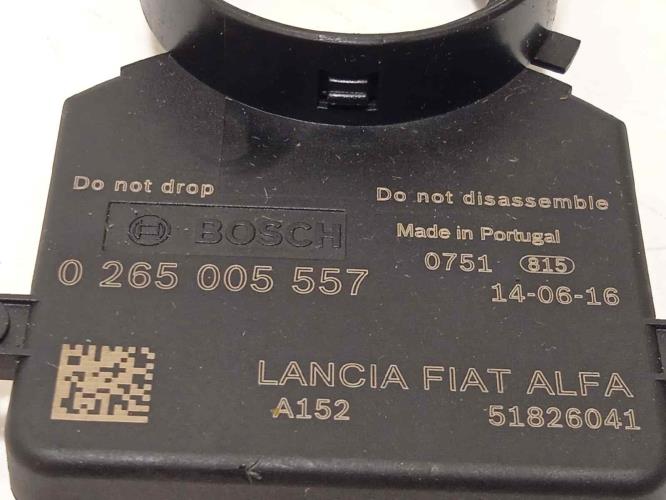 Do not drop
Do not disassemble
BOSCH
Made in Portugal
0 265 005 557
0751 815
14-06-16
LANCIA FIAT ALFA
A152
51826041